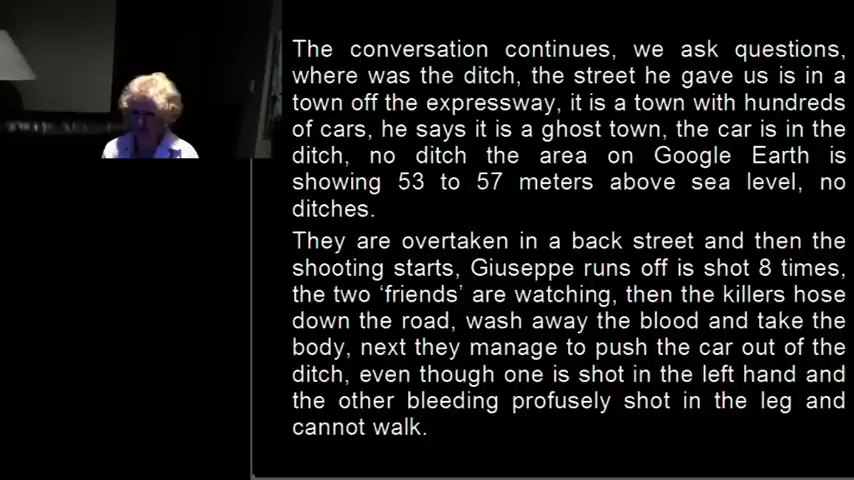 The conversation continues, we ask questions,
where was the ditch, the street he gave us is in a
town off the expressway, it is a town with hundreds
of cars, he says it is a ghost town, the car is in the
ditch, no ditch the area on Google Earth is
showing 53 to 57 meters above sea level, no
ditches.
They are overtaken in a back street and then the
shooting starts, Giuseppe runs off is shot 8 times,
the two ‘friends’ are watching, then the killers hose
down the road, wash away the blood and take the
body, next they manage to push the car out of the
ditch, even though one is shot in the left hand and
the other bleeding profusely shot in the leg and
cannot walk.